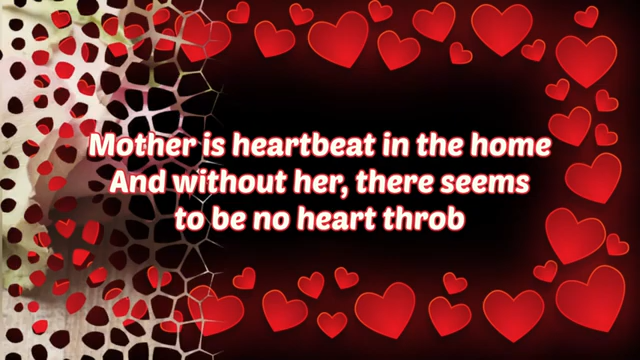 Mother is heartbeat in the home
And without her, there seems
to be no heart throb